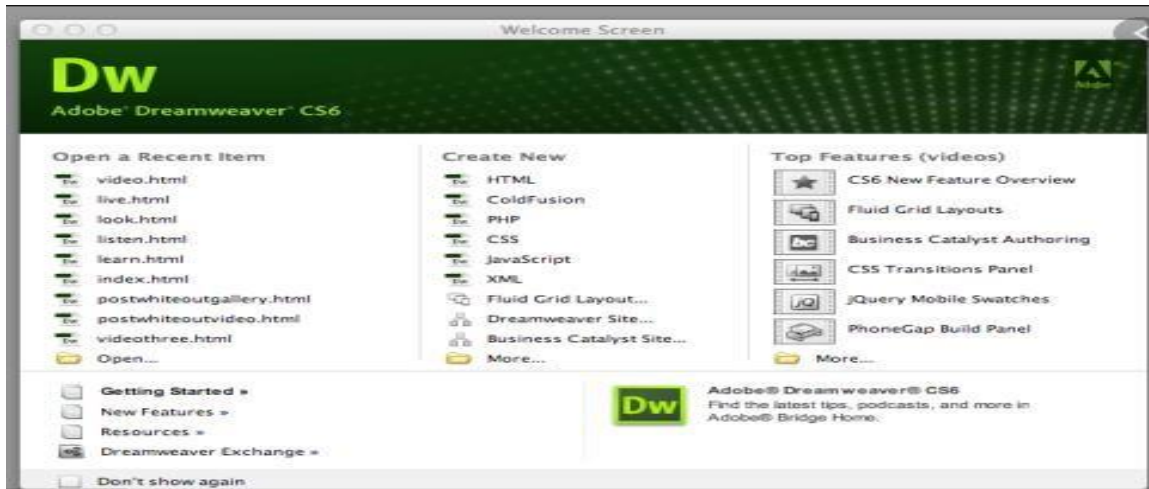 Welcome Screen
Dw
Adobe® Dreamweaver® CS6
Adobe
Open a Recent Item
video.html
live.html
look.html
listen.html
learn.html
index.html
postwhiteoutgallery.html
postwhiteoutvideo.html
videothree.html
Open...
Create New
HTML
ColdFusion
PHP
CSS
JavaScript
XML
Fluid Grid Layout...
Dreamweaver Site...
Business Catalyst Site...
More...
Top Features (videos)
CS6 New Feature Overview
Fluid Grid Layouts
bc Business Catalyst Authoring
CSS Transitions Panel
jQ jQuery Mobile Swatches
PhoneGap Build Panel
More...
Getting Started »
New Features »
Resources »
Dreamweaver Exchange »
Dw
Adobe® Dreamweaver® CS6
Find the latest tips, podcasts, and more in
Adobe® Bridge Home.
Don't show again